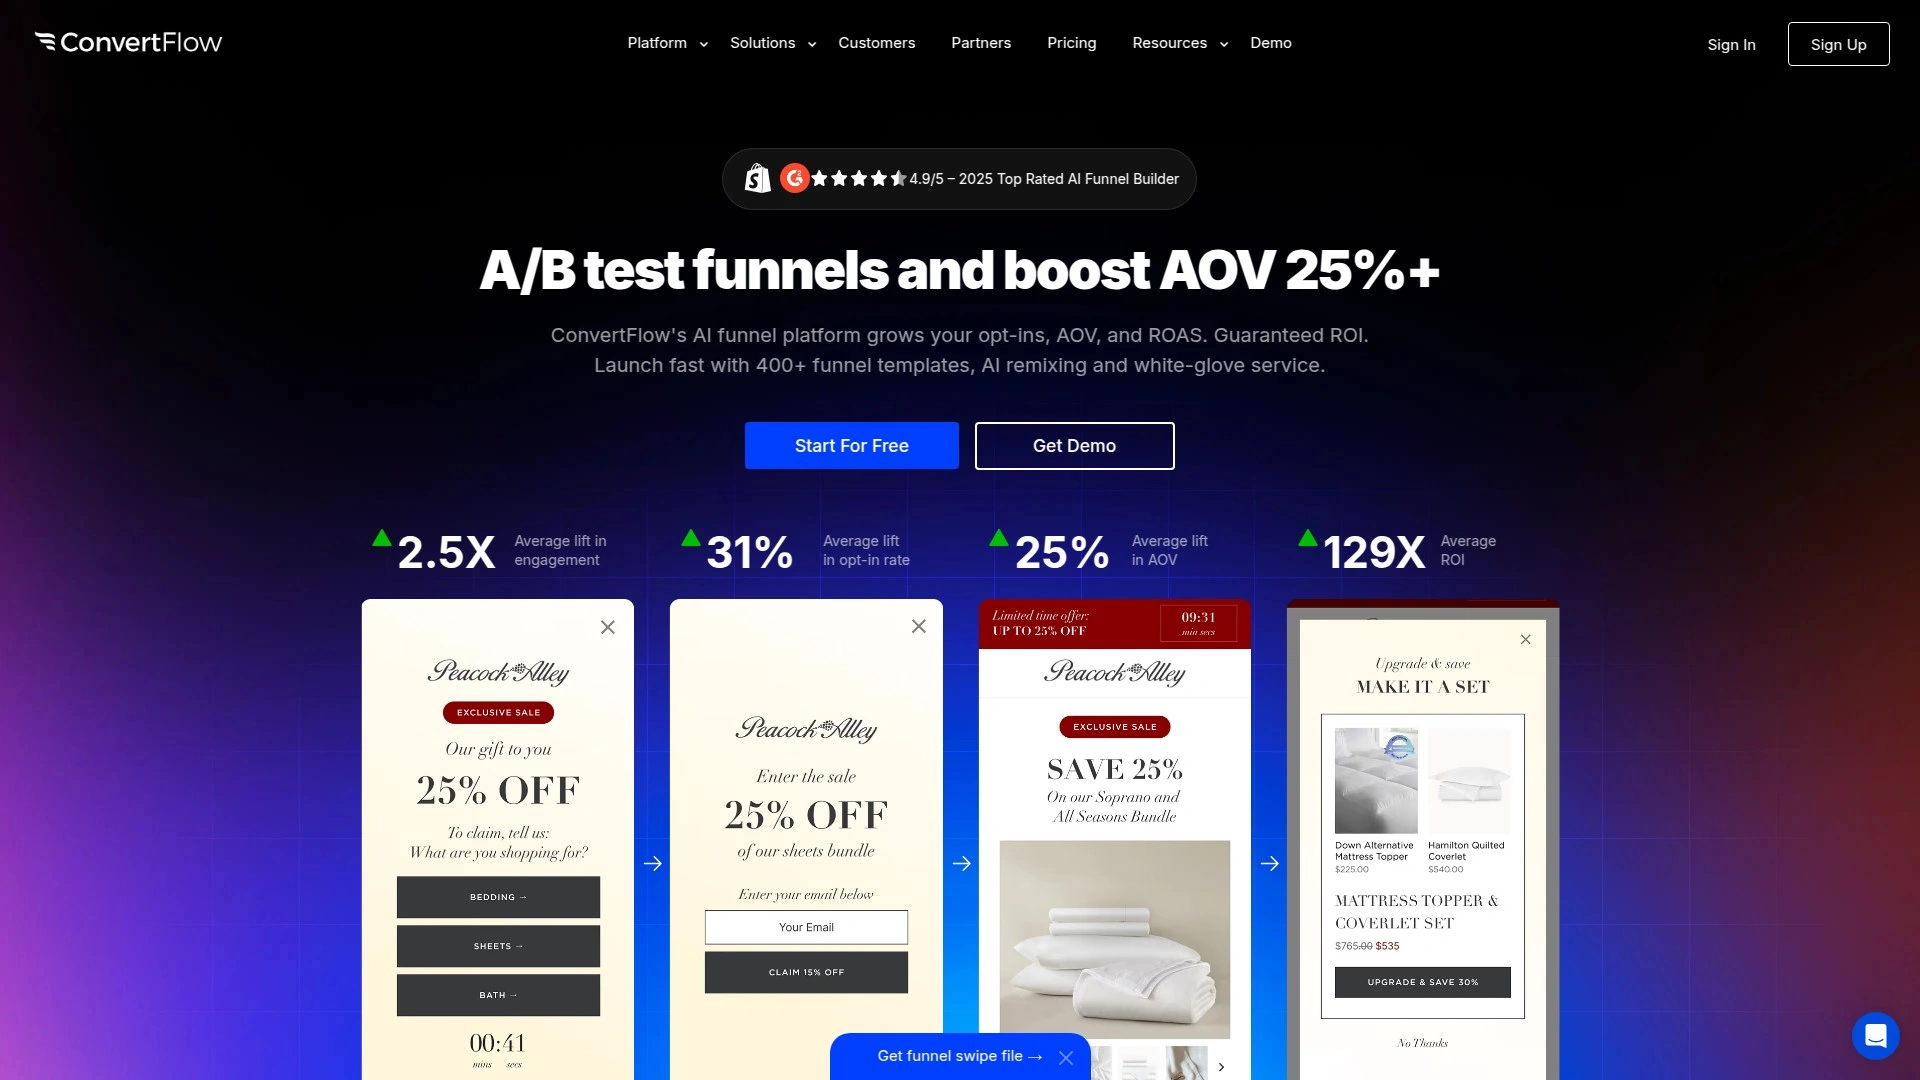 ConvertFlow
Platform
Solutions
Customers
Partners
Pricing
Resources
Demo
Sign In
Sign Up
4.9/5 – 2025 Top Rated AI Funnel Builder
A/B test funnels and boost AOV 25%+
ConvertFlow's AI funnel platform grows your opt-ins, AOV, and ROAS. Guaranteed ROI.
Launch fast with 400+ funnel templates, AI remixing and white-glove service.
Start For Free
Get Demo
2.5X
Average lift in
engagement
31%
Average lift
in opt-in rate
25%
Average lift
in AOV
129X
Average
ROI
Peacock Alley
EXCLUSIVE SALE
Our gift to you
25% OFF
To claim, tell us:
What are you shopping for?
BEDDING →
SHEETS →
BATH →
00:41
mins secs
Peacock Alley
Enter the sale
25% OFF
of our sheets bundle
Enter your email below
Your Email
CLAIM 15% OFF
Limited time offer:
UP TO 25% OFF
09:31
min secs
Peacock Alley
EXCLUSIVE SALE
SAVE 25%
On our Soprano and
All Seasons Bundle
Upgrade & save
MAKE IT A SET
Down Alternative
Mattress Topper
$225.00
Hamilton Quilted
Coverlet
$540.00
MATTRESS TOPPER &
COVERLET SET
$765.00 $535
UPGRADE & SAVE 30%
No Thanks
Get funnel swipe file →